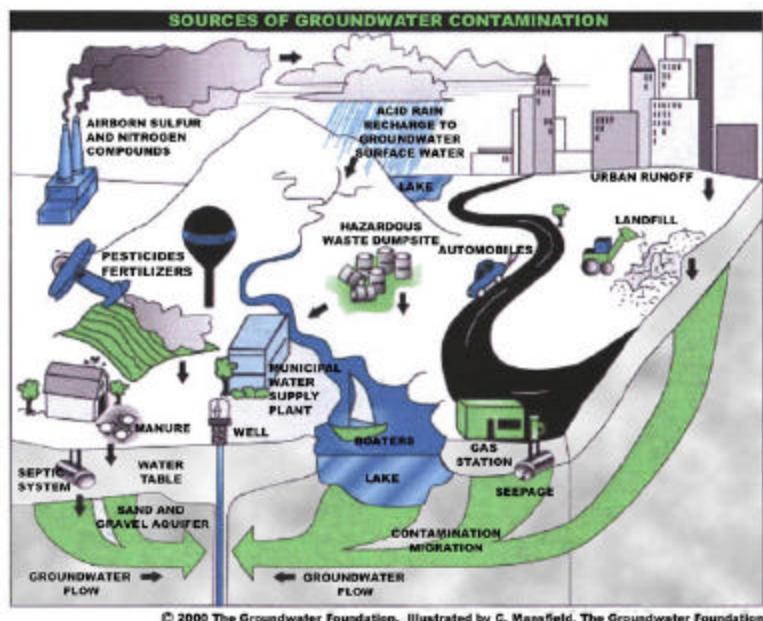 SOURCES OF GROUNDWATER CONTAMINATION
AIRBORN SULFUR
AND NITROGEN
COMPOUNDS
ACID RAIN
RECHARGE TO
GROUNDWATER
SURFACE WATER
LAKE
URBAN RUNOFF
LANDFILL
HAZARDOUS
WASTE DUMPSITE
AUTOMOBILES
PESTICIDES
FERTILIZERS
MUNICIPAL
WATER
SUPPLY
PLANT
MANURE
WELL
BOATERS
GAS
STATION
SEPTIC
SYSTEM
WATER
TABLE
LAKE
SEEPAGE
SAND AND
GRAVEL AQUIFER
CONTAMINATION
MIGRATION
GROUNDWATER
FLOW
GROUNDWATER
FLOW
© 2000 The Groundwater Foundation. Illustrated by C. Mansfield, The Groundwater Foundation